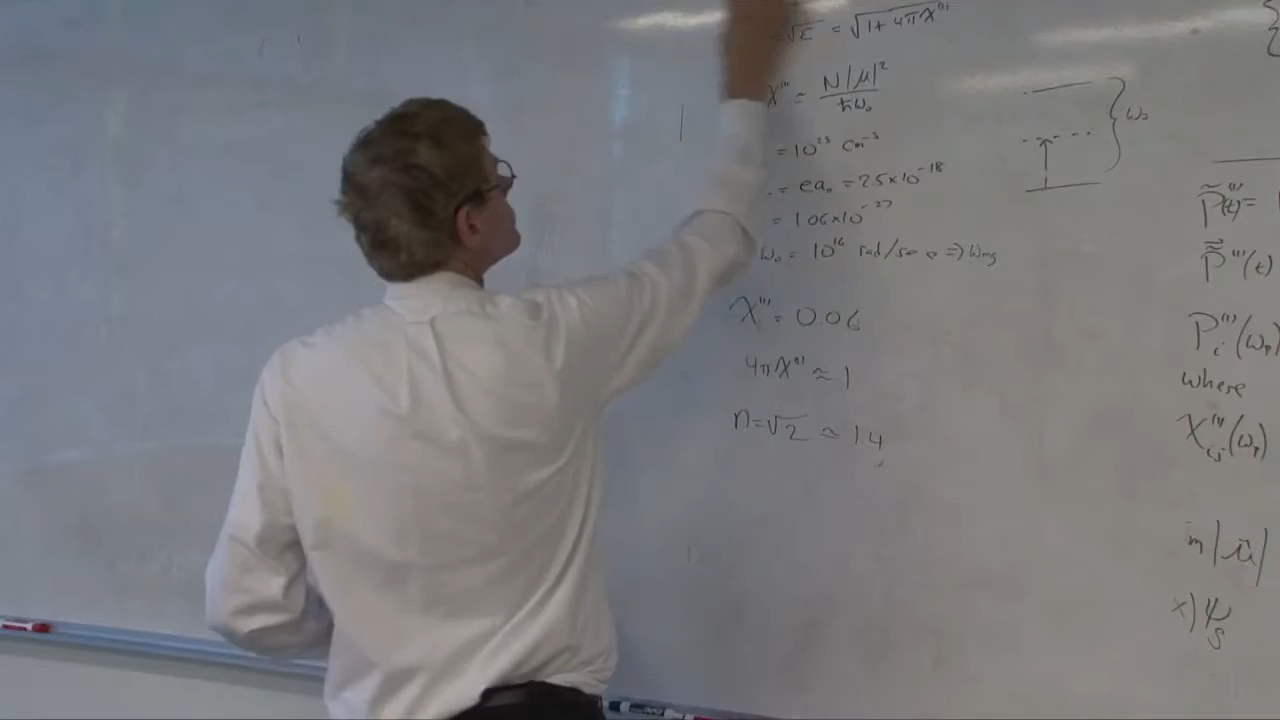 = √ε = √1+4πχ⁽¹⁾
χ⁽¹⁾ ≈ N|μ|² / ħω₀
= 10²³ cm⁻³
= ea₀ = 2.5×10⁻¹⁸
= 1.06×10⁻²⁷
ω₀ = 10¹⁶ rad/sec => ωmg
χ⁽¹⁾ = 0.06
4πχ⁽¹⁾ ≈ 1
n=√2 ≈ 1.4
ω₀
P̃⁽¹⁾(t) =
P̃⁽¹⁾(t)
Pᵢ⁽¹⁾(ωₚ)
where
χᵢⱼ⁽¹⁾(ωₚ)
m|μ|
x) ψs